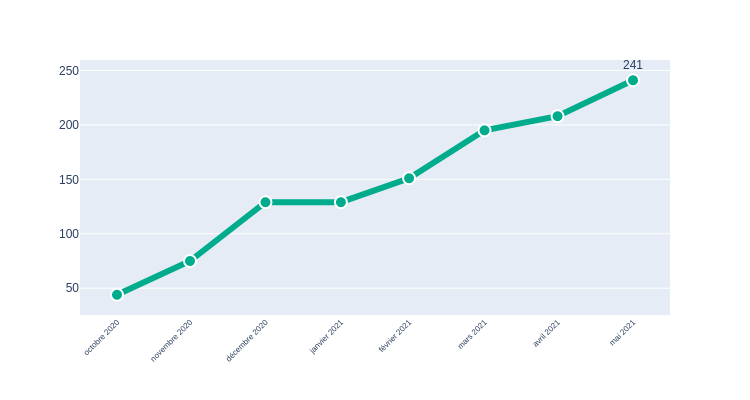 241
250
200
150
100
50
octobre 2020
novembre 2020
décembre 2020
janvier 2021
février 2021
mars 2021
avril 2021
mai 2021